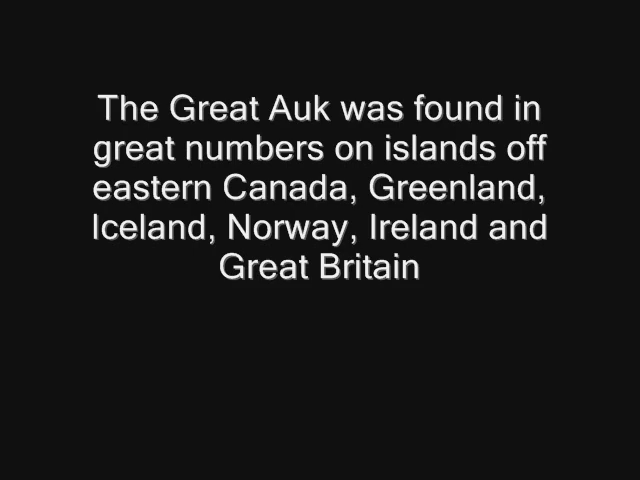 The Great Auk was found in
great numbers on islands off
eastern Canada, Greenland,
Iceland, Norway, Ireland and
Great Britain